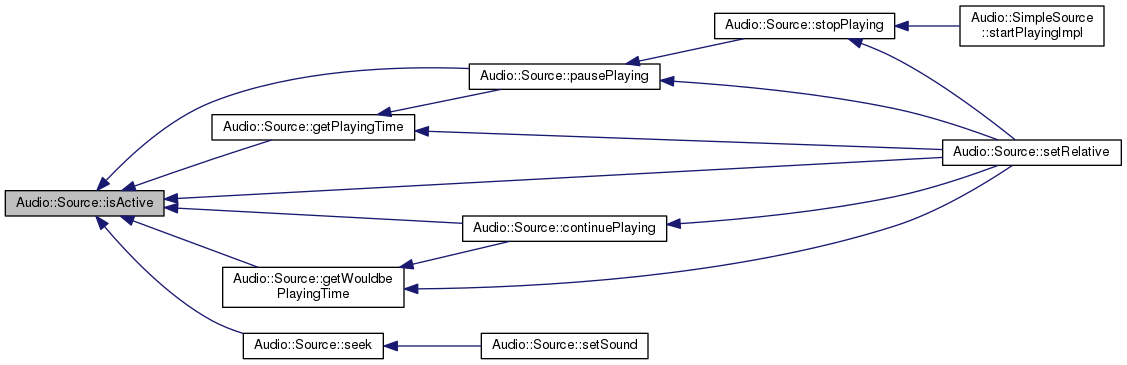 Audio::Source::stopPlaying
Audio::SimpleSource
::startPlayingImpl
Audio::Source::pausePlaying
Audio::Source::getPlayingTime
Audio::Source::setRelative
Audio::Source::isActive
Audio::Source::continuePlaying
Audio::Source::getWouldbe
PlayingTime
Audio::Source::seek
Audio::Source::setSound